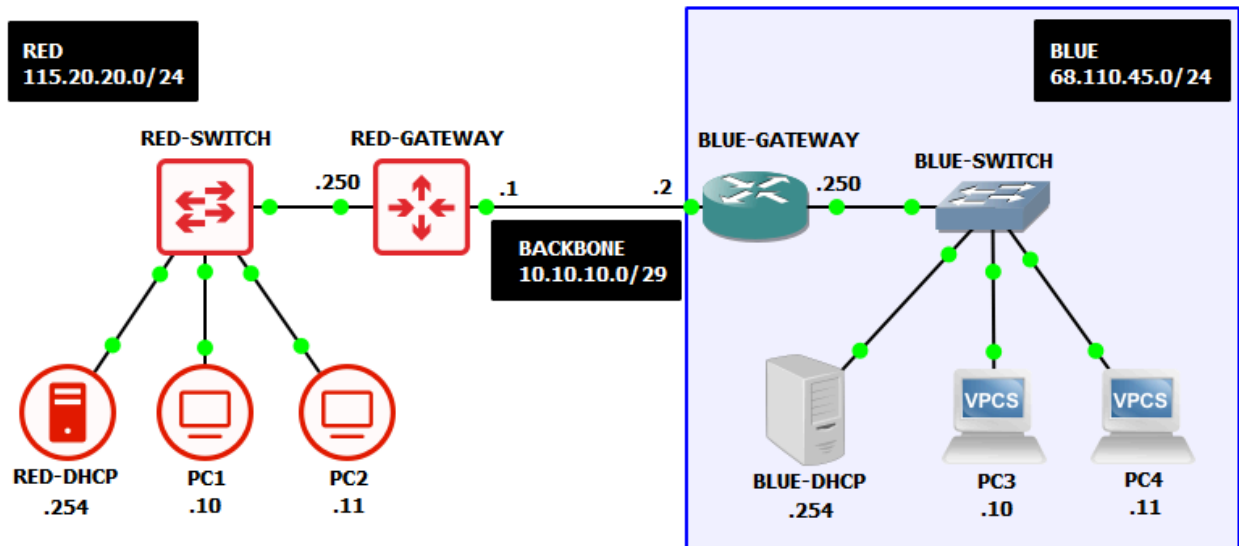 RED
115.20.20.0/24
BLUE
68.110.45.0/24
RED-SWITCH
RED-GATEWAY
BLUE-GATEWAY
BLUE-SWITCH
.250
.1
.2
.250
BACKBONE
10.10.10.0/29
VPCS
VPCS
RED-DHCP
.254
PC1
.10
PC2
.11
BLUE-DHCP
.254
PC3
.10
PC4
.11